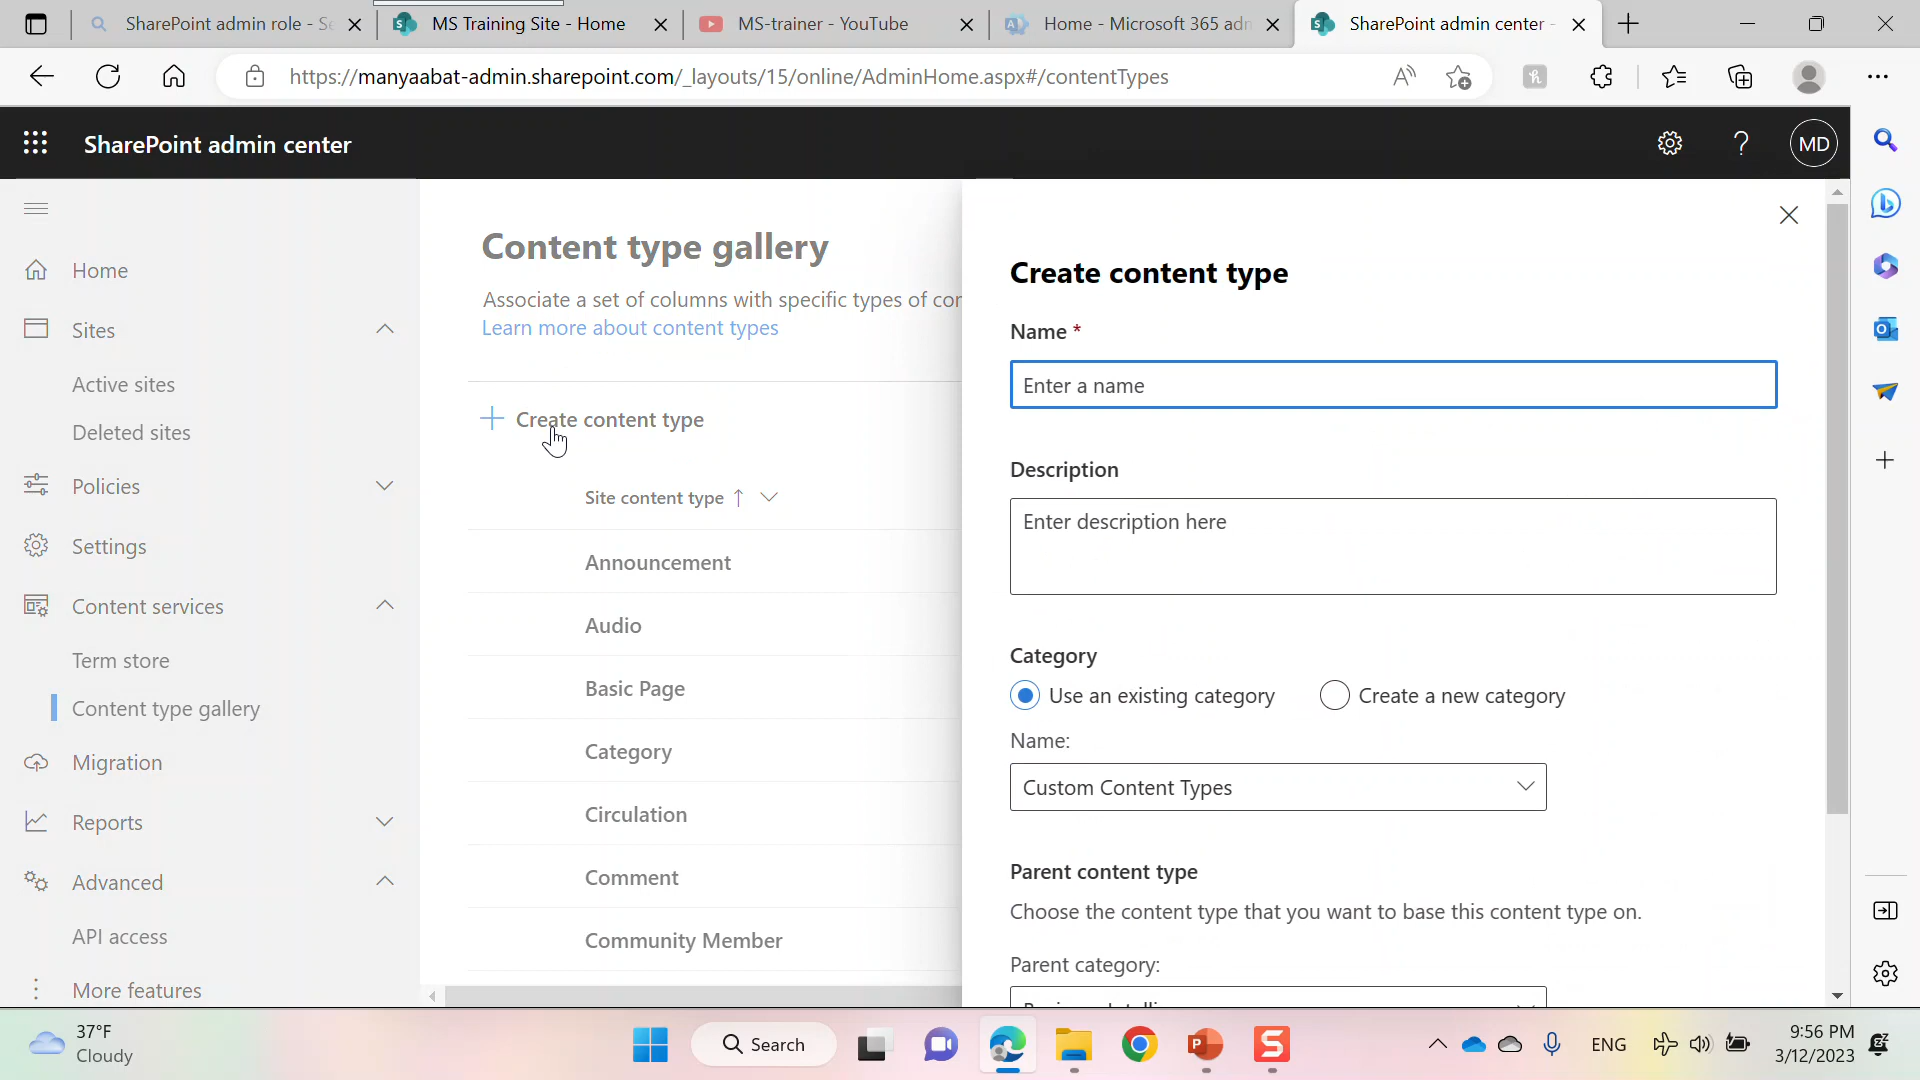 SharePoint admin role - Se
MS Training Site - Home
MS-trainer - YouTube
Home - Microsoft 365 adm
SharePoint admin center -
https://manyaabat-admin.sharepoint.com/_layouts/15/online/AdminHome.aspx#/contentTypes
SharePoint admin center
MD
Home
Sites
Active sites
Deleted sites
Policies
Settings
Content services
Term store
Content type gallery
Migration
Reports
Advanced
API access
More features
Content type gallery
Associate a set of columns with specific types of con
Learn more about content types
Create content type
Site content type
Announcement
Audio
Basic Page
Category
Circulation
Comment
Community Member
Create content type
Name *
Enter a name
Description
Enter description here
Category
Use an existing category
Create a new category
Name:
Custom Content Types
Parent content type
Choose the content type that you want to base this content type on.
Parent category:
37°F
Cloudy
Search
ENG
9:56 PM
3/12/2023